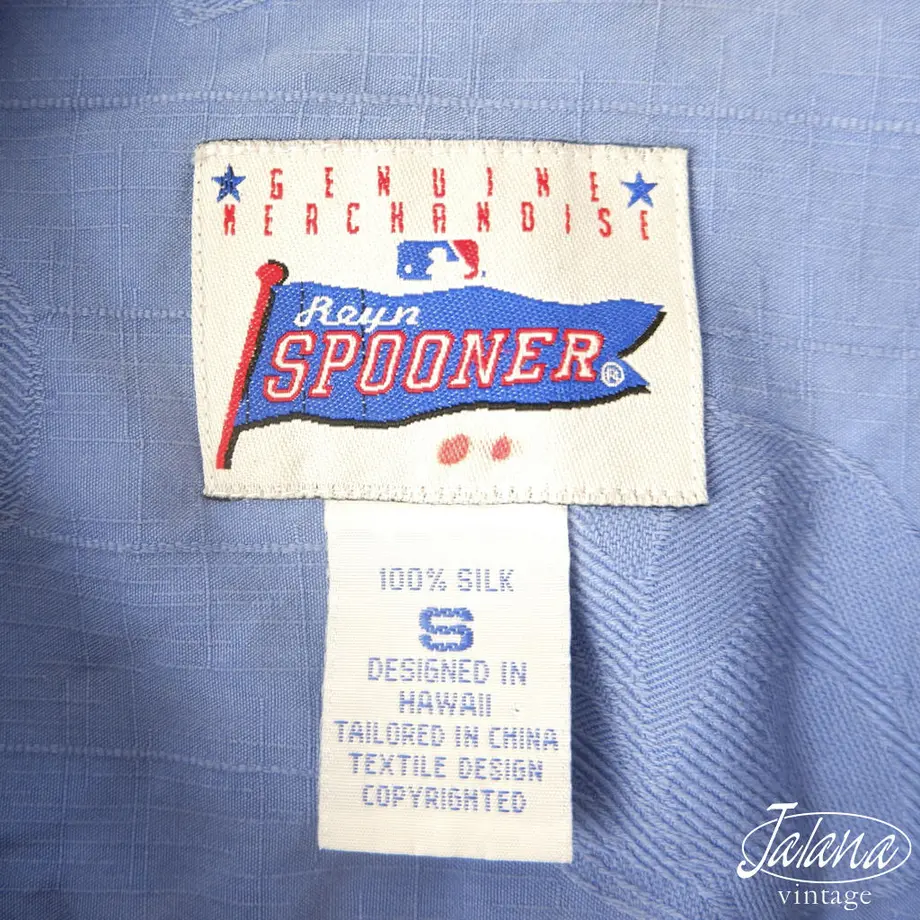 GENUINE
MERCHANDISE
Reyn
SPOONER®
100% SILK
S
DESIGNED IN
HAWAII
TAILORED IN CHINA
TEXTILE DESIGN
COPYRIGHTED
Jalana
vintage